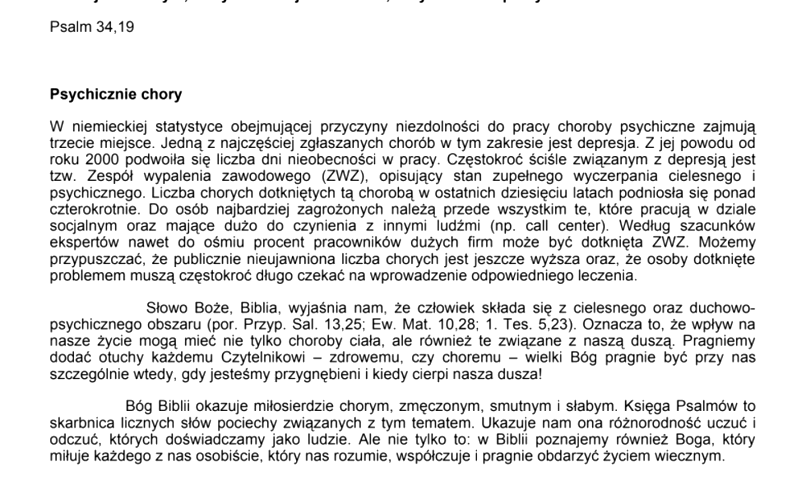 Psalm 34,19
Psychicznie chory
W niemieckiej statystyce obejmującej przyczyny niezdolności do pracy choroby psychiczne zajmują
trzecie miejsce. Jedną z najczęściej zgłaszanych chorób w tym zakresie jest depresja. Z jej powodu od
roku 2000 podwoiła się liczba dni nieobecności w pracy. Częstokroć ściśle związanym z depresją jest
tzw. Zespół wypalenia zawodowego (ZWZ), opisujący stan zupełnego wyczerpania cielesnego i
psychicznego. Liczba chorych dotkniętych tą chorobą w ostatnich dziesięciu latach podniosła się ponad
czterokrotnie. Do osób najbardziej zagrożonych należą przede wszystkim te, które pracują w dziale
socjalnym oraz mające dużo do czynienia z innymi ludźmi (np. call center). Według szacunków
ekspertów nawet do ośmiu procent pracowników dużych firm może być dotknięta ZWZ. Możemy
przypuszczać, że publicznie nieujawniona liczba chorych jest jeszcze wyższa oraz, że osoby dotknięte
problemem muszą częstokroć długo czekać na wprowadzenie odpowiedniego leczenia.
Słowo Boże, Biblia, wyjaśnia nam, że człowiek składa się z cielesnego oraz duchowo-
psychicznego obszaru (por. Przyp. Sal. 13,25; Ew. Mat. 10,28; 1. Tes. 5,23). Oznacza to, że wpływ na
nasze życie mogą mieć nie tylko choroby ciała, ale również te związane z naszą duszą. Pragniemy
dodać otuchy każdemu Czytelnikowi – zdrowemu, czy choremu – wielki Bóg pragnie być przy nas
szczególnie wtedy, gdy jesteśmy przygnębieni i kiedy cierpi nasza dusza!
Bóg Biblii okazuje miłosierdzie chorym, zmęczonym, smutnym i słabym. Księga Psalmów to
skarbnica licznych słów pociechy związanych z tym tematem. Ukazuje nam ona różnorodność uczuć i
odczuć, których doświadczamy jako ludzie. Ale nie tylko to: w Biblii poznajemy również Boga, który
miłuje każdego z nas osobiście, który nas rozumie, współczuje i pragnie obdarzyć życiem wiecznym.